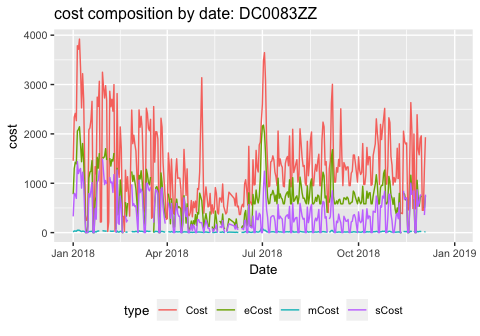 cost composition by date: DC0083ZZ
4000
3000
2000
1000
0
cost
Jan 2018 Apr 2018 Jul 2018 Oct 2018 Jan 2019
Date
type Cost eCost mCost sCost